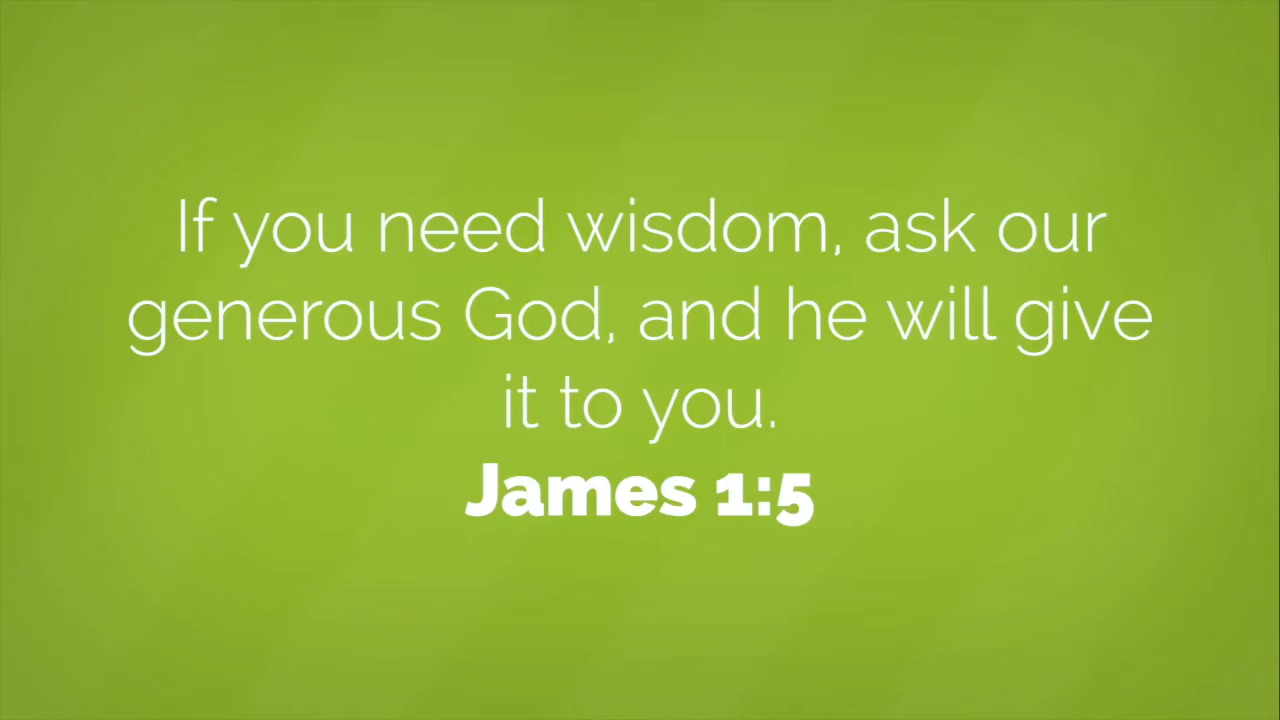 If you need wisdom, ask our
generous God, and he will give
it to you.
James 1:5